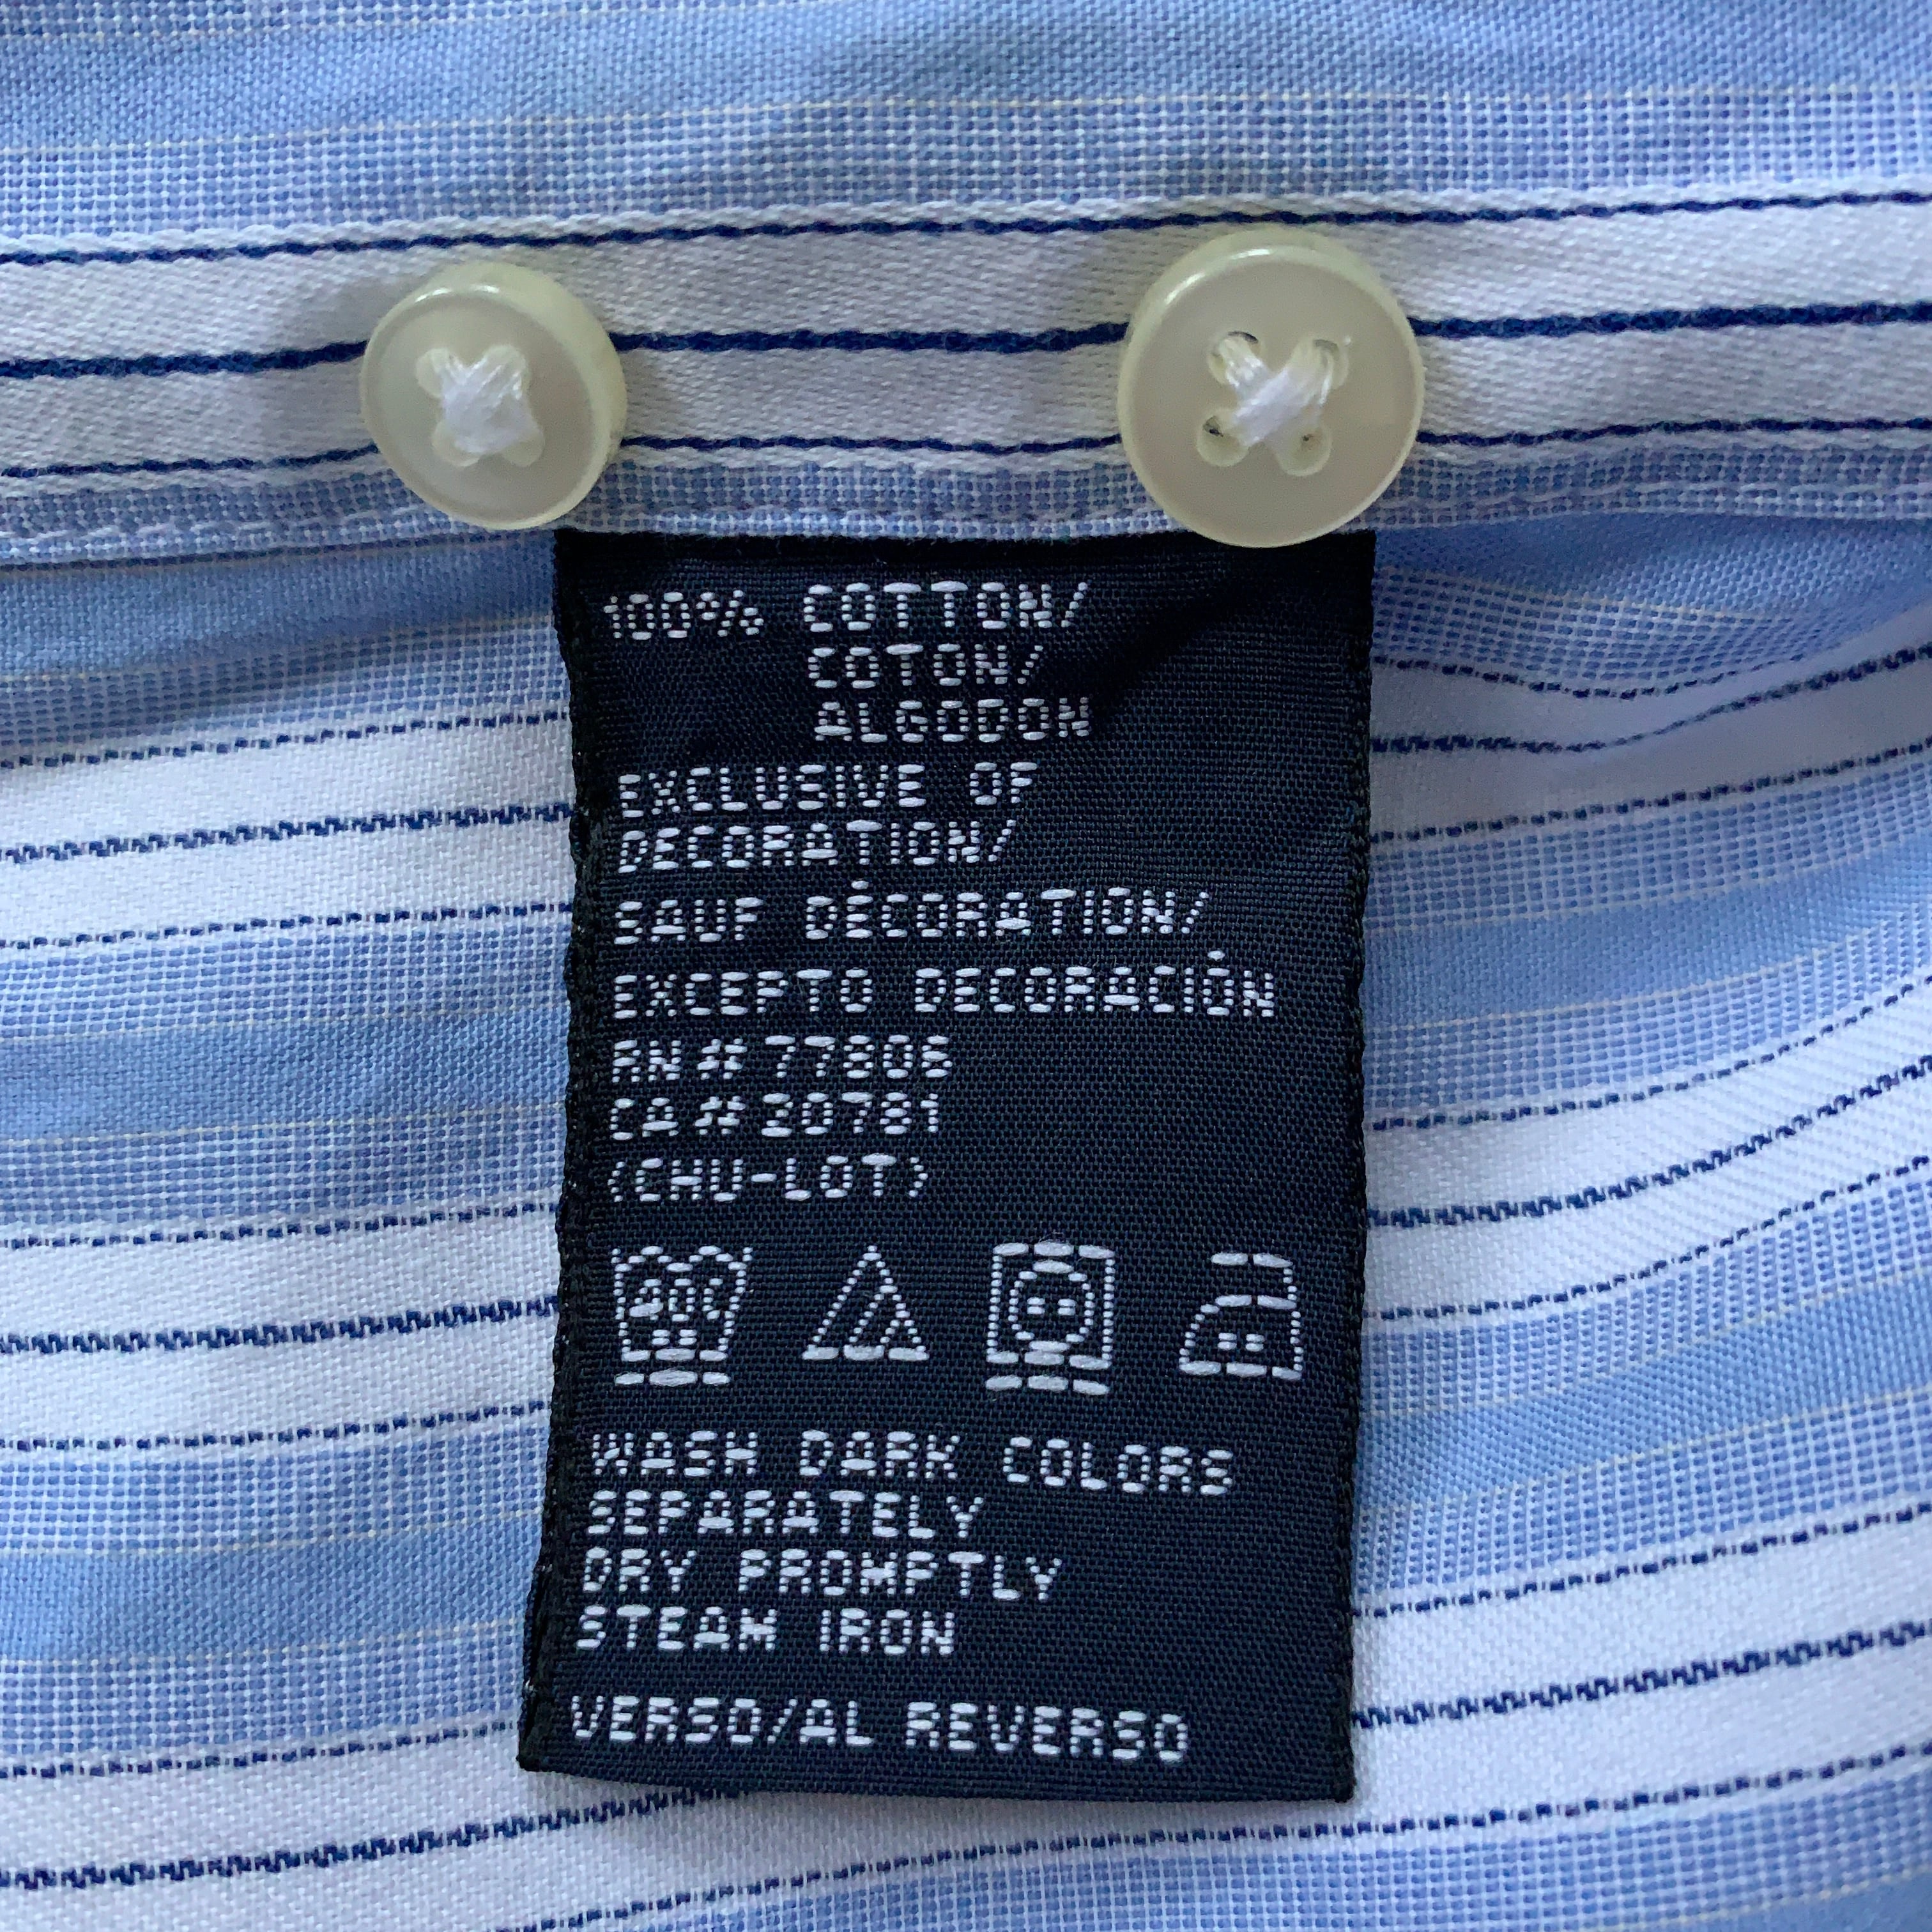 100% COTTON/
COTON/
ALGODON
EXCLUSIVE OF
DECORATION/
SAUF DÉCORATION/
EXCEPTO DECORACIÓN
RN # 77806
CA # 20781
(CHU-LOT)
40C
WASH DARK COLORS
SEPARATELY
DRY PROMPTLY
STEAM IRON
VERSO/AL REVERSO